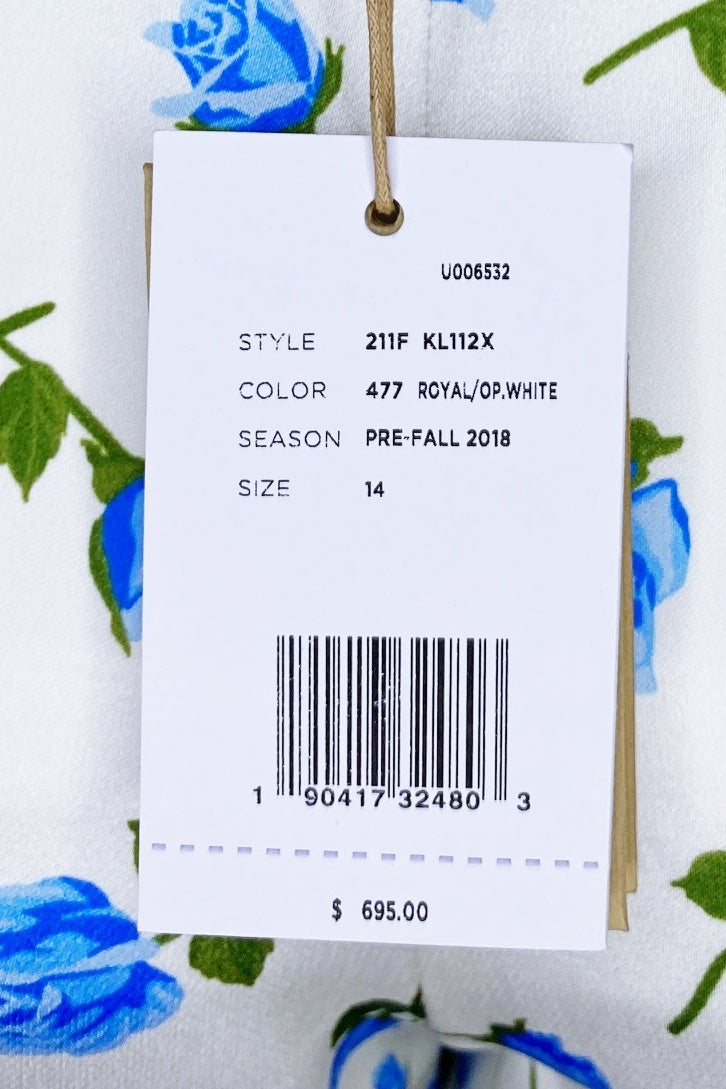 U006532
STYLE 211F KL112X
COLOR 477 ROYAL/OP.WHITE
SEASON PRE-FALL 2018
SIZE 14
1 90417 32480 3
$ 695.00